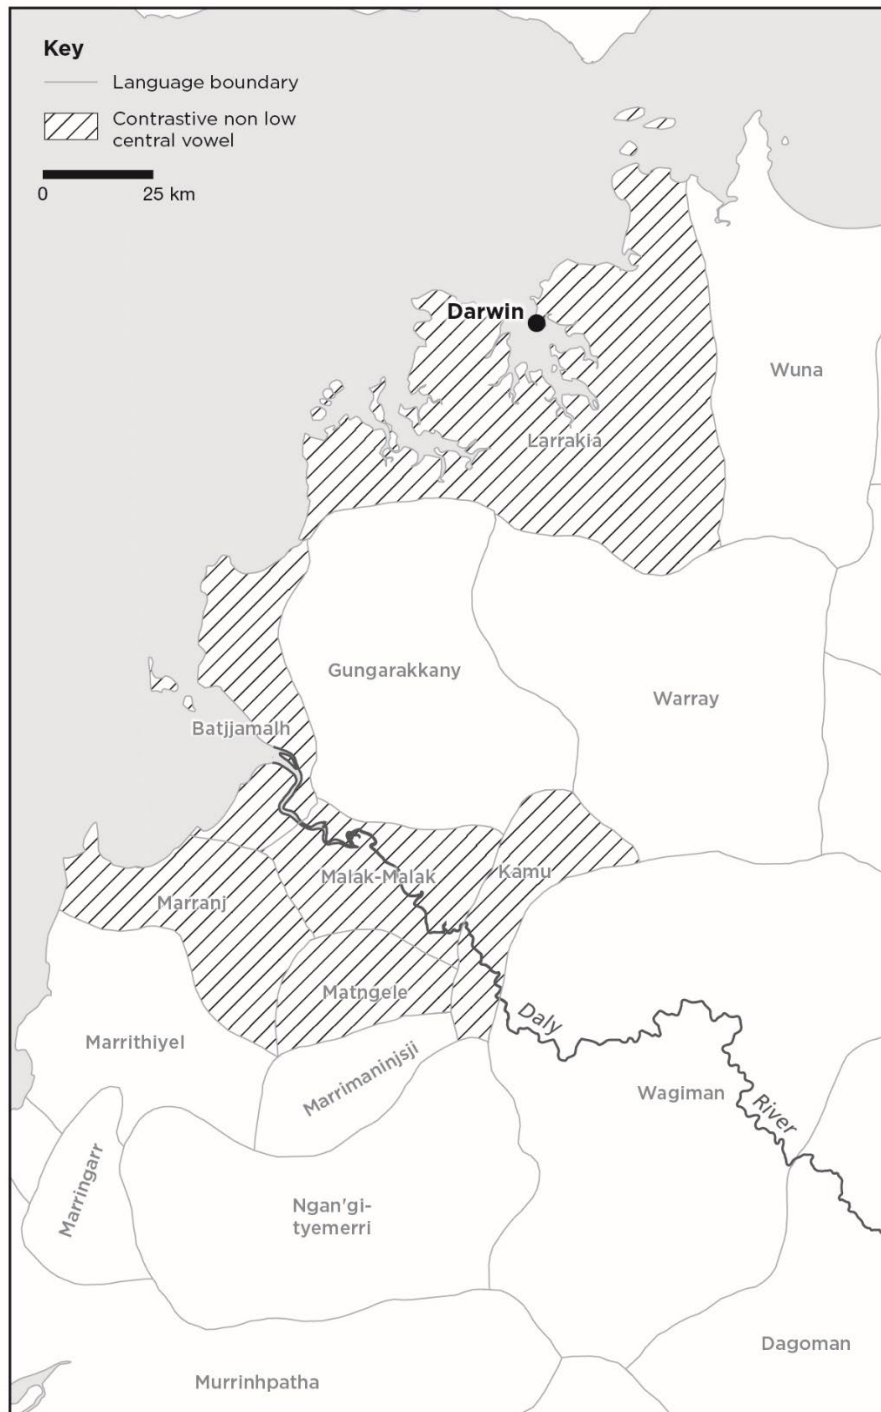 Key
Language boundary
Contrastive non low
central vowel
0 25 km
Darwin
Wuna
Larrakia
Gungarakkany
Warray
Batjjamalh
Malak-Malak
Kamu
Marranj
Matngele
Daly
Marrithiyel
Marrimaninjsji
Wagiman
River
Marringarr
Ngan'gi-
tyemerri
Dagoman
Murrinhpatha